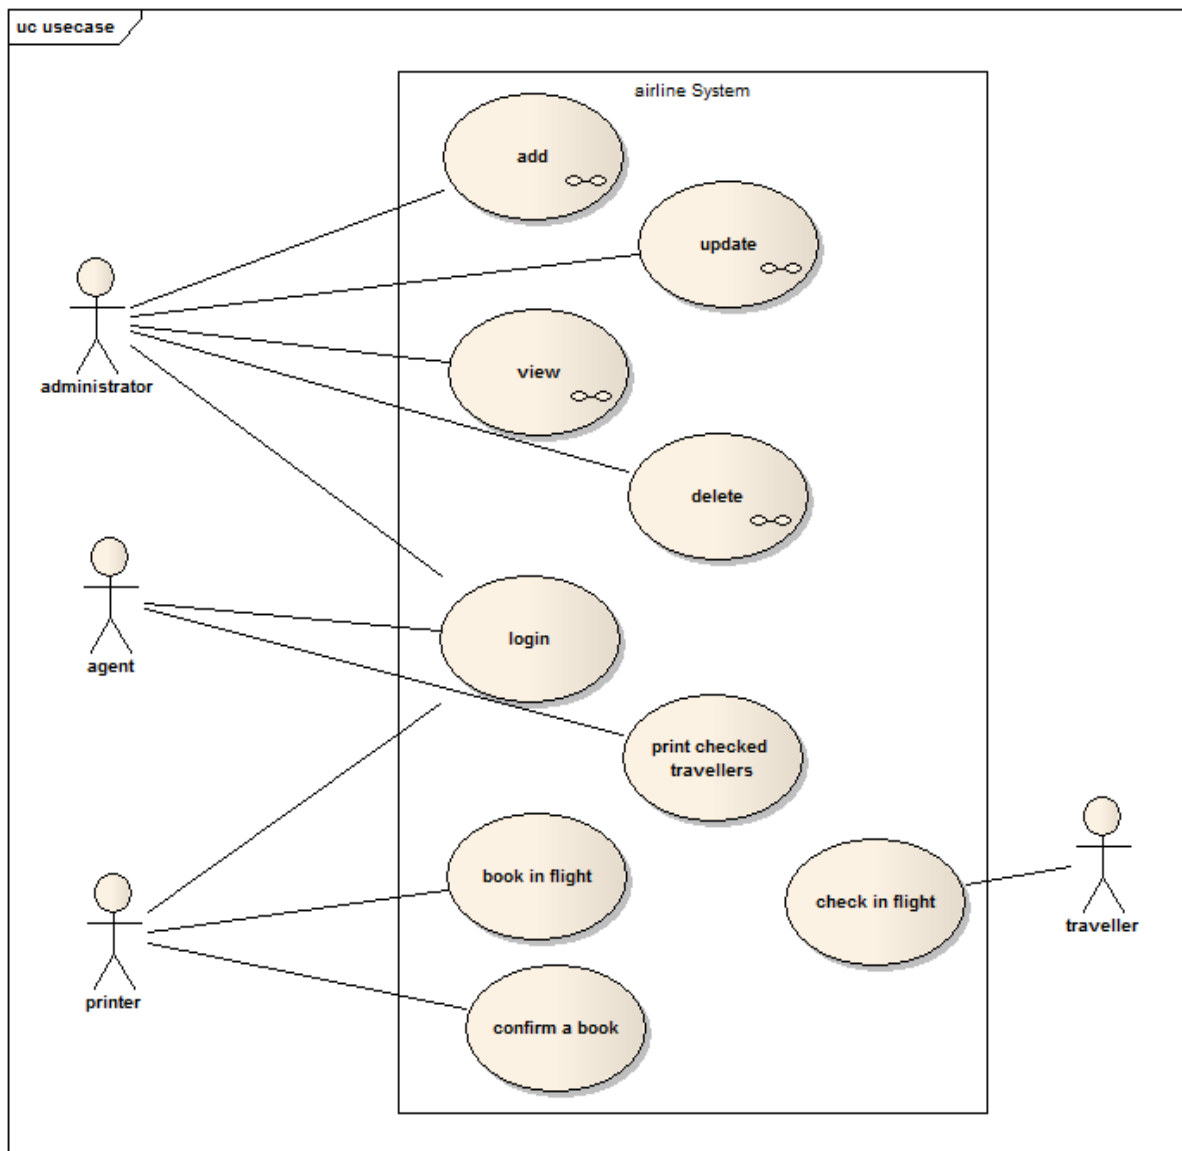 uc usecase
airline System
add
update
view
administrator
delete
agent
login
print checked
travellers
book in flight
check in flight
traveller
printer
confirm a book